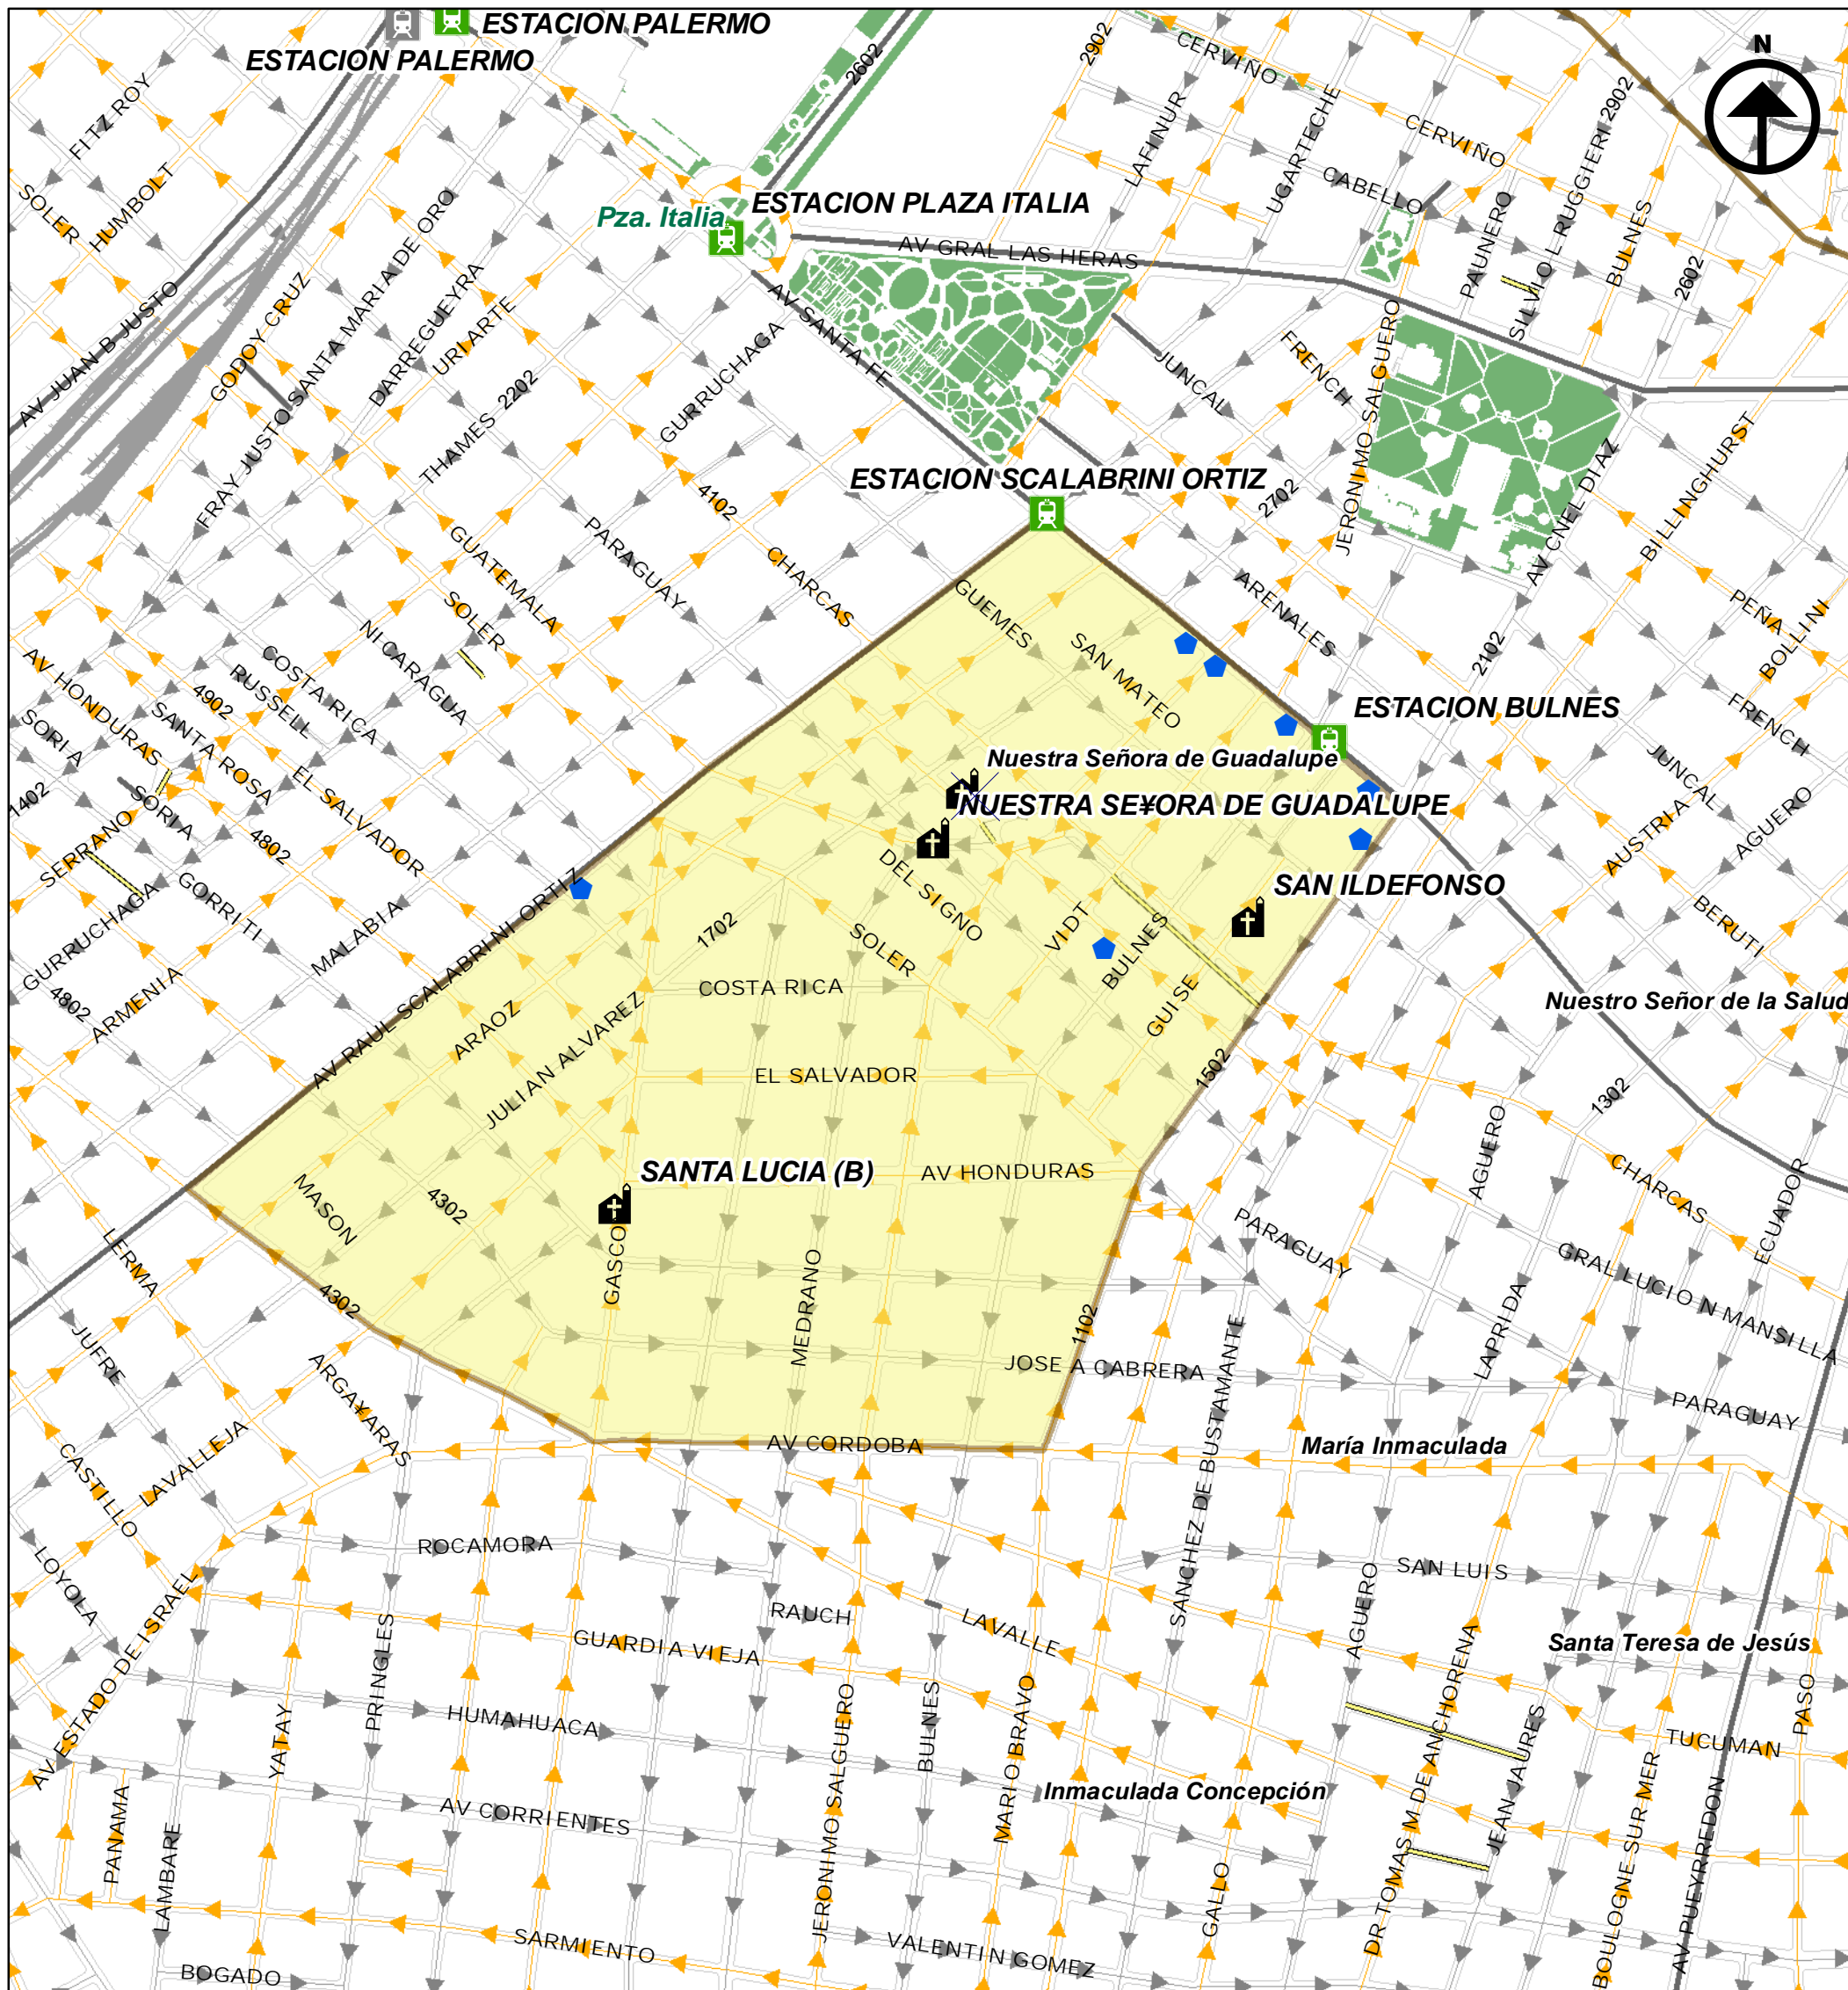 ESTACION PALERMO
ESTACION PALERMO
N
2602
2902
CERVIÑO
CERVIÑO
FITZ ROY
HUMBOLT
SOLER
LAFINUR
UGARTECHE
CABELLO
PAUNERO
SILVIO L RUGGIERI 2902
BULNES
2602
Pza. Italia
ESTACION PLAZA ITALIA
AV GRAL LAS HERAS
AV JUAN B JUSTO
GODOY CRUZ
FRAY JUSTO SANTA MARIA DE ORO
DARREGUEYRA
URIARTE
THAMES 2202
GURRUCHAGA
AV SANTA FE
JUNCAL
FRENCH
JERONIMO SALGUERO
AV CNEL DIAZ
BILLINGHURST
ESTACION SCALABRINI ORTIZ
4102
2702
GUATEMALA
PARAGUAY
CHARCAS
SOLER
NICARAGUA
COSTA RICA
RUSSELL
GUEMES
SAN MATEO
ARENALES
2102
PEÑA
BOLLINI
FRENCH
JUNCAL
AGUERO
AUSTRIA
BERUTI
AV HONDURAS
4902
SANTA ROSA
SORIA
SORIA
1402
EL SALVADOR
SERRANO
4802
GORRITI
GURRUCHAGA
MALABIA
4802
ARMENIA
ESTACION BULNES
Nuestra Señora de Guadalupe
NUESTRA SE¥ORA DE GUADALUPE
SAN ILDEFONSO
DEL SIGNO
VIDT
BULNES
GUISE
SOLER
1702
COSTA RICA
AV RAUL SCALABRINI ORTIZ
ARAOZ
JULIAN ALVAREZ
EL SALVADOR
1502
Nuestro Señor de la Salud
1302
AGUERO
CHARCAS
ECUADOR
SANTA LUCIA (B)
AV HONDURAS
MASON
4302
GASCON
MEDRANO
1102
JOSE A CABRERA
PARAGUAY
GRAL LUCIO N MANSILLA
LAPRIDA
PARAGUAY
LERMA
4302
JUFRE
ARGA¥ARAS
AV CORDOBA
SANCHEZ DE BUSTAMANTE
María Inmaculada
CASTILLO
LAVALLEJA
LOYOLA
ROCAMORA
SAN LUIS
AV ESTADO DE ISRAEL
RAUCH
LAVALLE
GUARDIA VIEJA
AGUERO
Santa Teresa de Jesús
PRINGLES
YATAY
HUMAHUACA
JERONIMO SALGUERO
BULNES
MARIO BRAVO
DR TOMAS M DE ANCHORENA
JEAN JAURES
TUCUMAN
PASO
Inmaculada Concepción
AV CORRIENTES
PANAMA
LAMBARE
GALLO
BOULOGNE SUR MER
AV PUEYRREDON
SARMIENTO
VALENTIN GOMEZ
BOGADO